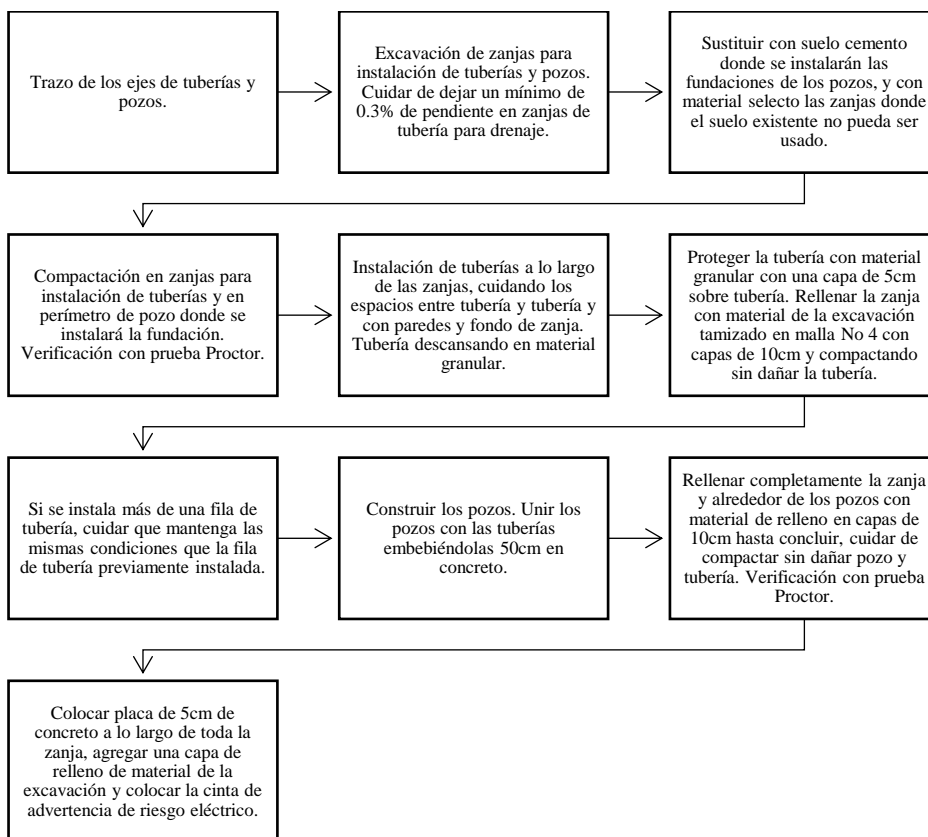 Trazo de los ejes de tuberías y
pozos.
Excavación de zanjas para
instalación de tuberías y pozos.
Cuidar de dejar un mínimo de
0.3% de pendiente en zanjas de
tubería para drenaje.
Sustituir con suelo cemento
donde se instalarán las
fundaciones de los pozos, y con
material selecto las zanjas donde
el suelo existente no pueda ser
usado.
Compactación en zanjas para
instalación de tuberías y en
perímetro de pozo donde se
instalará la fundación.
Verificación con prueba Proctor.
Instalación de tuberías a lo largo
de las zanjas, cuidando los
espacios entre tubería y tubería y
con paredes y fondo de zanja.
Tubería descansando en material
granular.
Proteger la tubería con material
granular con una capa de 5cm
sobre tubería. Rellenar la zanja
con material de la excavación
tamizado en malla No 4 con
capas de 10cm y compactando
sin dañar la tubería.
Si se instala más de una fila de
tubería, cuidar que mantenga las
mismas condiciones que la fila
de tubería previamente instalada.
Construir los pozos. Unir los
pozos con las tuberías
embebiéndolas 50cm en
concreto.
Rellenar completamente la zanja
y alrededor de los pozos con
material de relleno en capas de
10cm hasta concluir, cuidar de
compactar sin dañar pozo y
tubería. Verificación con prueba
Proctor.
Colocar placa de 5cm de
concreto a lo largo de toda la
zanja, agregar una capa de
relleno de material de la
excavación y colocar la cinta de
advertencia de riesgo eléctrico.